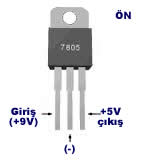 ÖN
7805
Giriş
(+9V)
+5V
çıkış
(-)